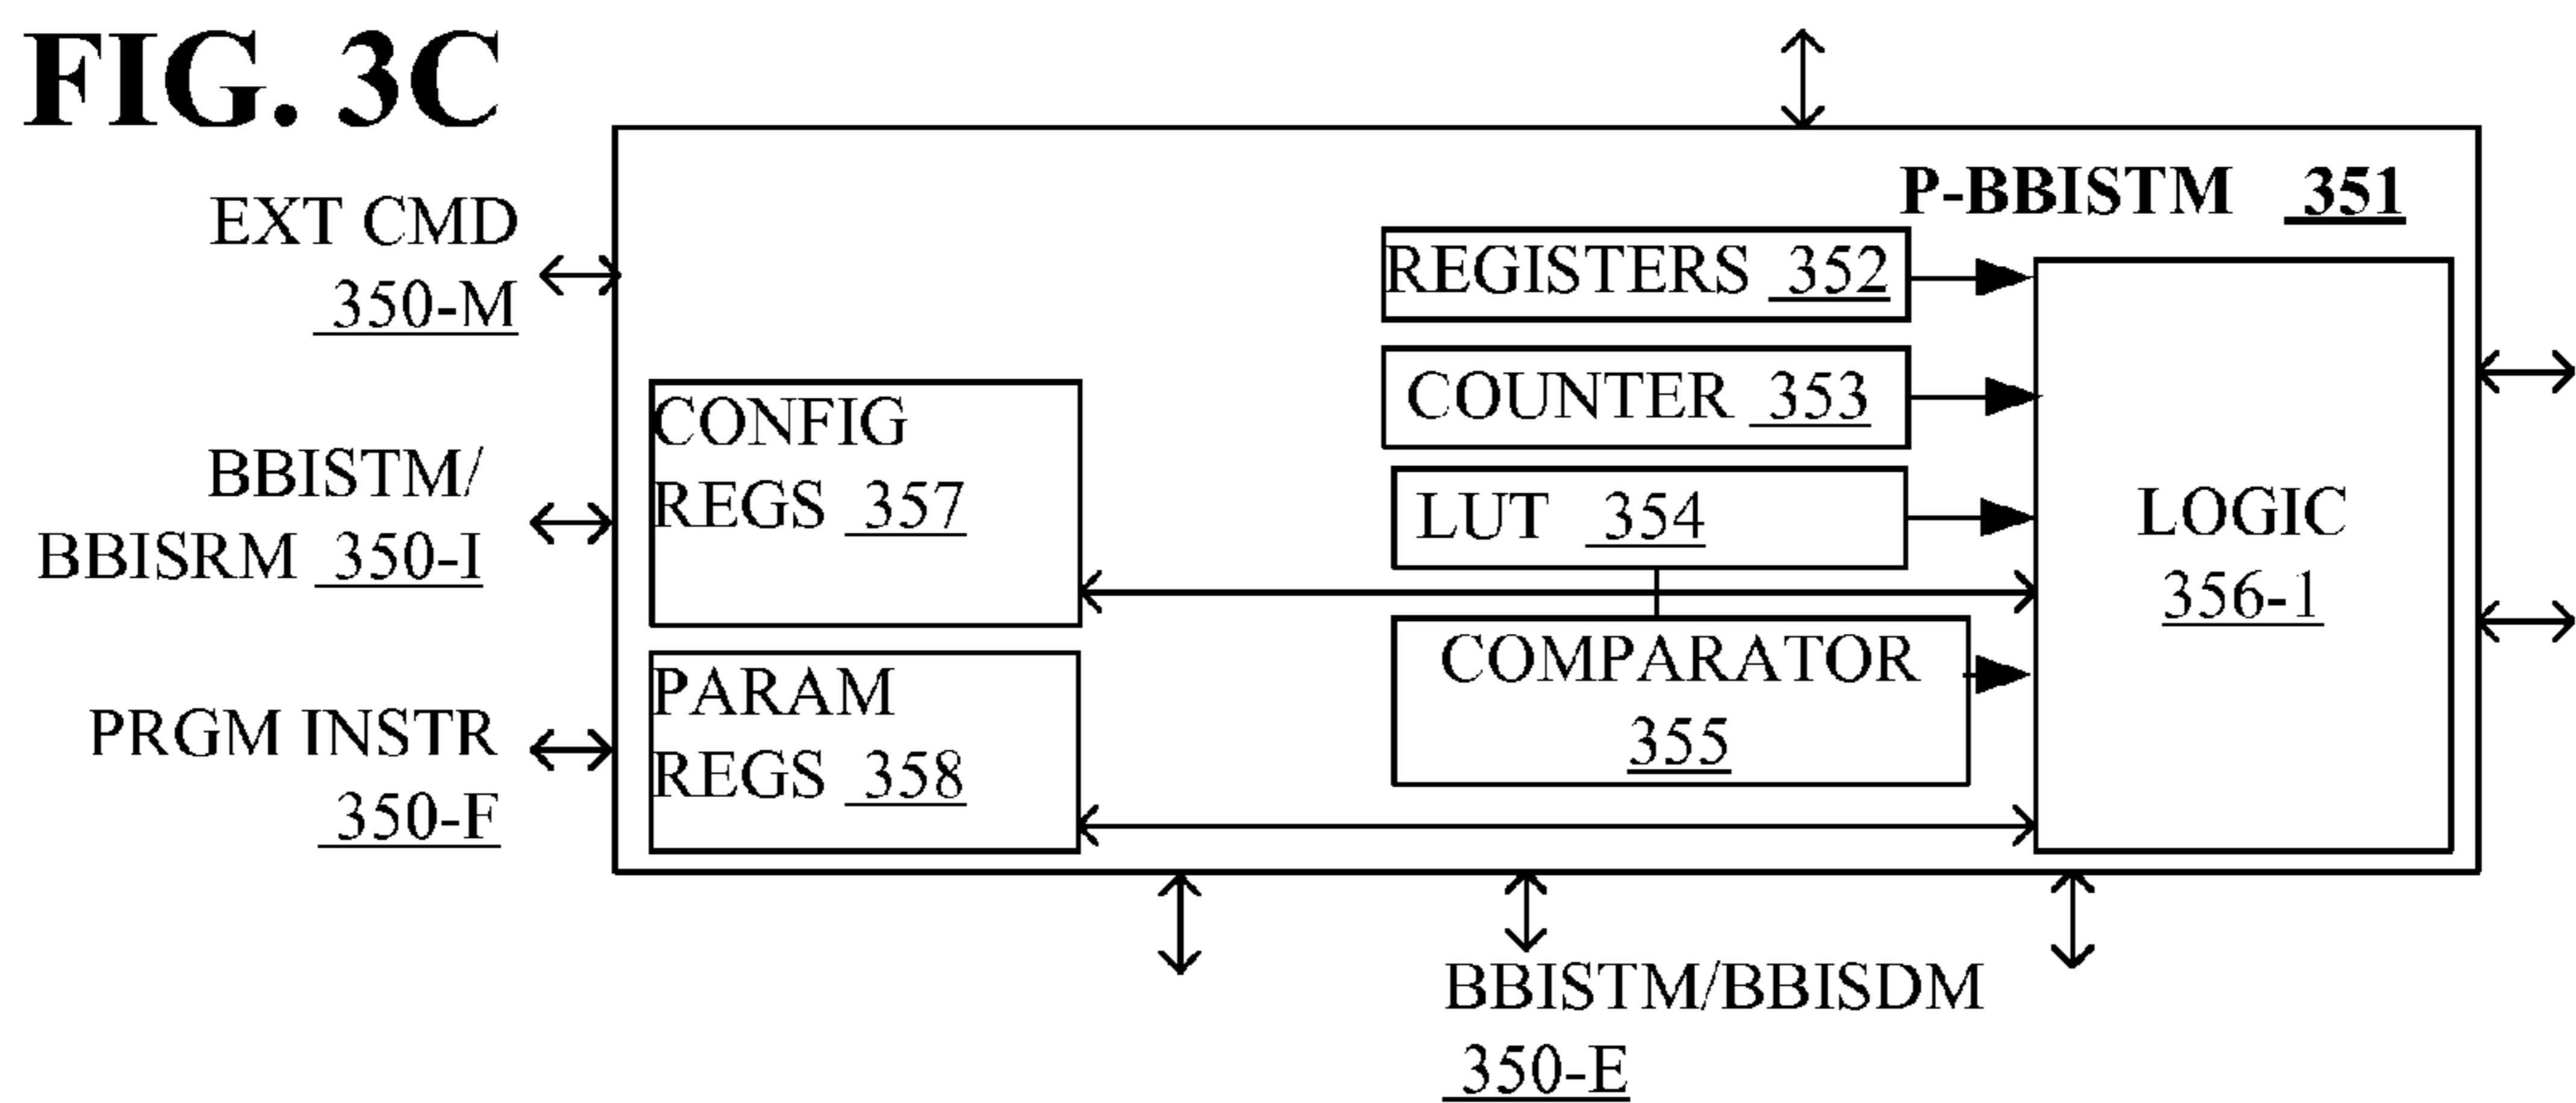 FIG. 3C
P-BBISTM 351
EXT CMD
350-M
REGISTERS 352
COUNTER 353
CONFIG
REGS 357
LUT 354
LOGIC
356-1
BBISTM/
BBISRM 350-I
COMPARATOR
355
PARAM
REGS 358
PRGM INSTR
350-F
BBISTM/BBISDM
350-E